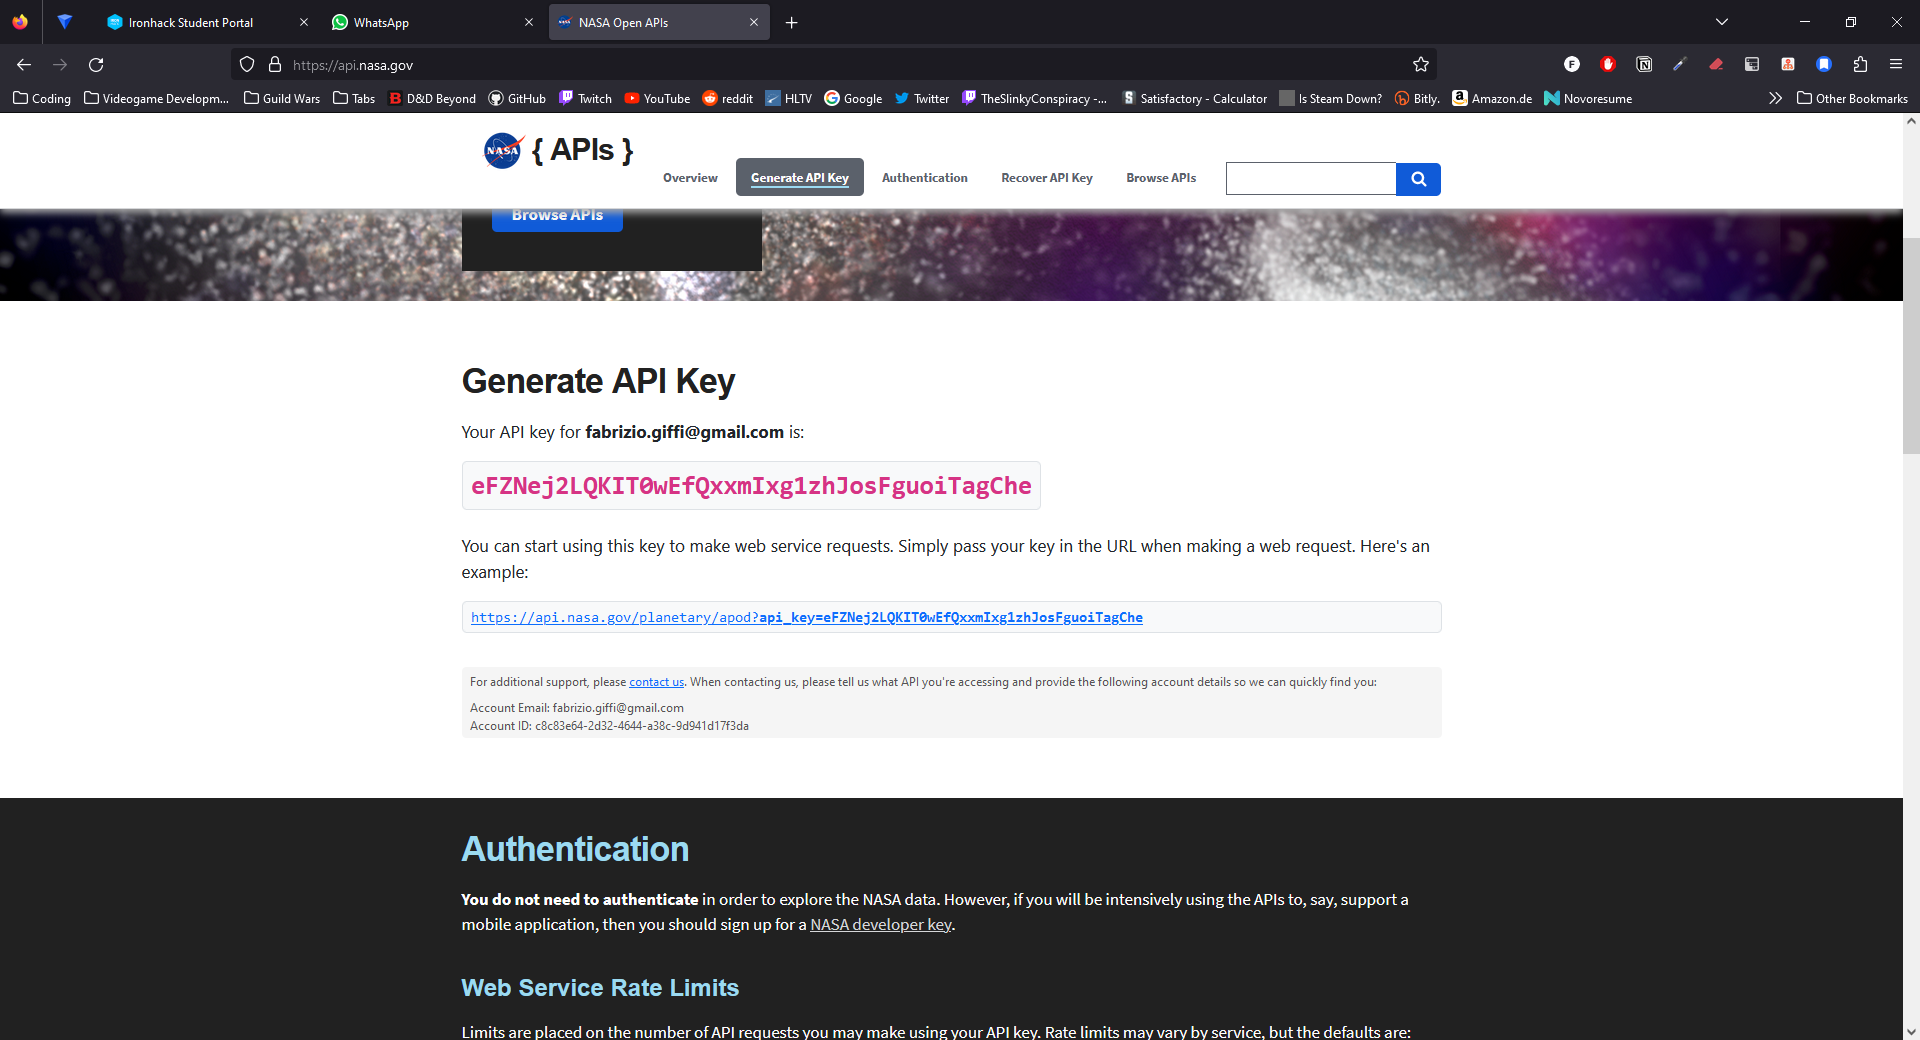 Ironhack Student Portal
WhatsApp
NASA Open APIs
https://api.nasa.gov
Coding
Videogame Developm...
Guild Wars
Tabs
D&D Beyond
GitHub
Twitch
YouTube
reddit
HLTV
Google
Twitter
TheSlinkyConspiracy -...
Satisfactory - Calculator
Is Steam Down?
Bitly.
Amazon.de
Novoresume
Other Bookmarks
NASA { APIs }
Overview
Generate API Key
Authentication
Recover API Key
Browse APIs
Browse APIs
Generate API Key
Your API key for fabrizio.giffi@gmail.com is:
eFZNej2LQKIT0wEfQxxmIxg1zhJosFguoiTagChe
You can start using this key to make web service requests. Simply pass your key in the URL when making a web request. Here's an
example:
https://api.nasa.gov/planetary/apod?api_key=eFZNej2LQKIT0wEfQxxmIxg1zhJosFguoiTagChe
For additional support, please contact us. When contacting us, please tell us what API you're accessing and provide the following account details so we can quickly find you:
Account Email: fabrizio.giffi@gmail.com
Account ID: c8c83e64-2d32-4644-a38c-9d941d17f3da
Authentication
You do not need to authenticate in order to explore the NASA data. However, if you will be intensively using the APIs to, say, support a
mobile application, then you should sign up for a NASA developer key.
Web Service Rate Limits
Limits are placed on the number of API requests you may make using your API key. Rate limits may vary by service, but the defaults are: